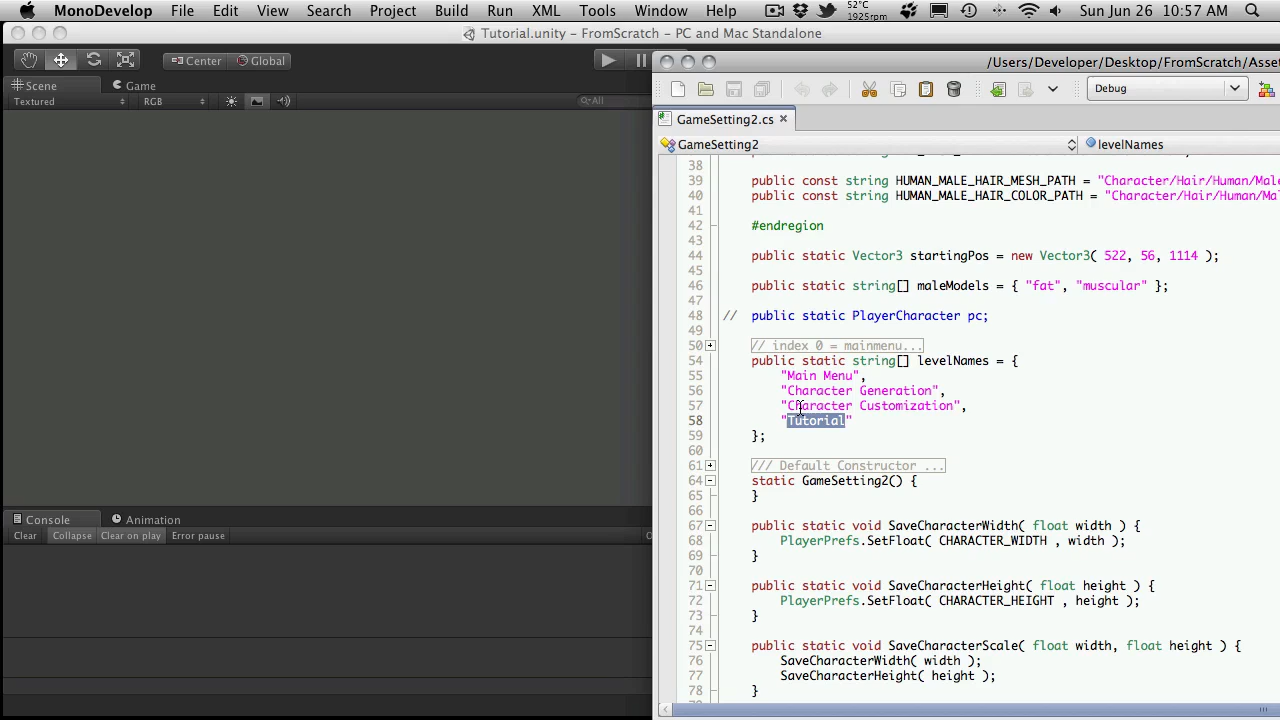 MonoDevelop File Edit View Search Project Build Run XML Tools Window Help 52°C 1925rpm Sun Jun 26 10:57 AM
Tutorial.unity - FromScratch - PC and Mac Standalone
Center Global
/Users/Developer/Desktop/FromScratch/Asse
Scene Game
Textured RGB All
Debug
GameSetting2.cs
GameSetting2 levelNames
38
39 public const string HUMAN_MALE_HAIR_MESH_PATH = "Character/Hair/Human/Male
40 public const string HUMAN_MALE_HAIR_COLOR_PATH = "Character/Hair/Human/Mal
41
42 #endregion
43
44 public static Vector3 startingPos = new Vector3( 522, 56, 1114 );
45
46 public static string[] maleModels = { "fat", "muscular" };
47
48 // public static PlayerCharacter pc;
49
50 // index 0 = mainmenu...
54 public static string[] levelNames = {
55 "Main Menu",
56 "Character Generation",
57 "Character Customization",
58 "Tutorial"
59 };
60
61 /// Default Constructor ...
64 static GameSetting2() {
65 }
66
67 public static void SaveCharacterWidth( float width ) {
68 PlayerPrefs.SetFloat( CHARACTER_WIDTH , width );
69 }
70
71 public static void SaveCharacterHeight( float height ) {
72 PlayerPrefs.SetFloat( CHARACTER_HEIGHT , height );
73 }
74
75 public static void SaveCharacterScale( float width, float height ) {
76 SaveCharacterWidth( width );
77 SaveCharacterHeight( height );
78 }
Console Animation
Clear Collapse Clear on play Error pause